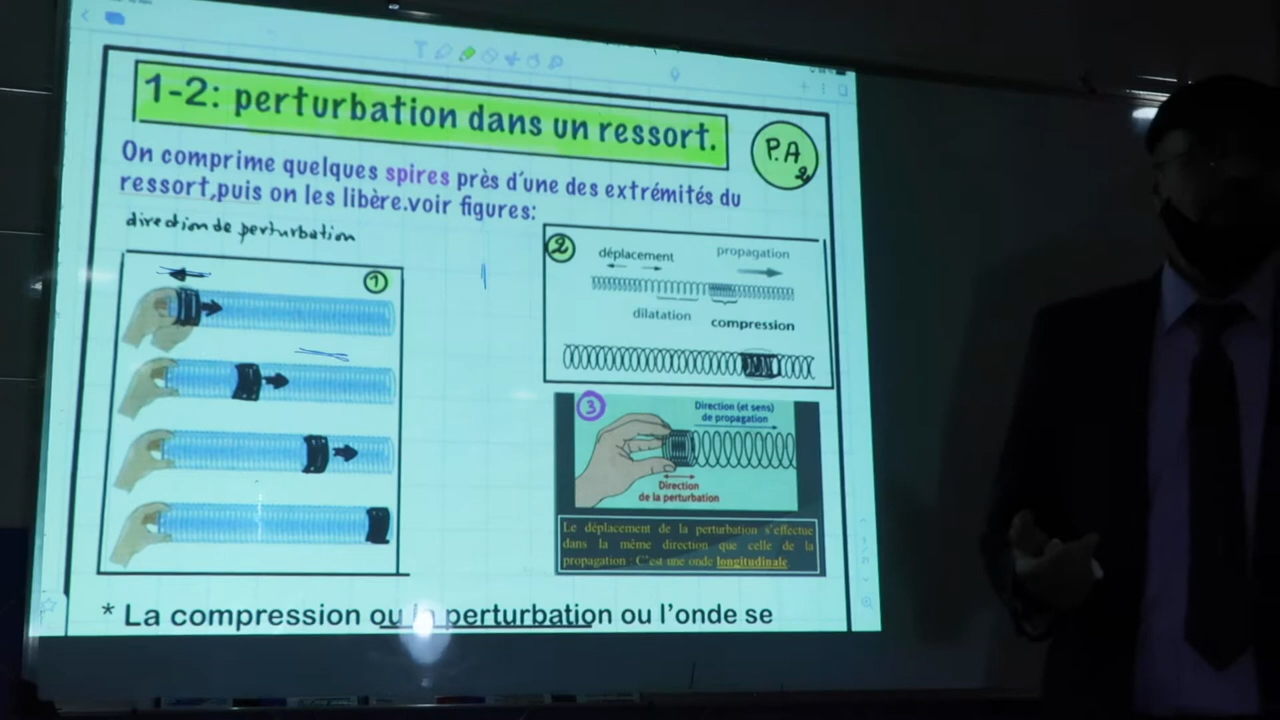 1-2: perturbation dans un ressort.
P.A
2
On comprime quelques spires près d'une des extrémités du
ressort,puis on les libère.voir figures:
direction de perturbation
1
2
déplacement
propagation
dilatation
compression
3
Direction (et sens)
de propagation
Direction
de la perturbation
Le déplacement de la perturbation s'effectue
dans la même direction que celle de la
propagation : C'est une onde longitudinale
* La compression ou la perturbation ou l'onde se